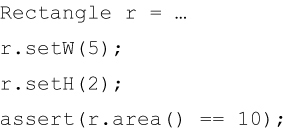 Rectangle r = …
r.setW(5);
r.setH(2);
assert(r.area() == 10);